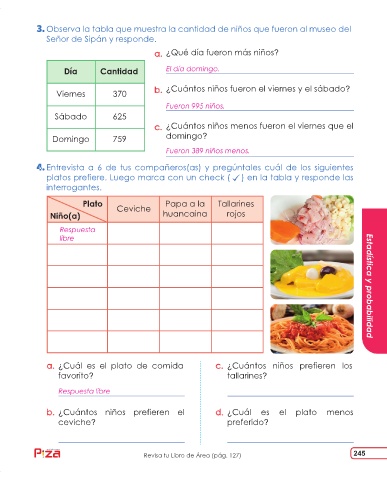 3. Observa la tabla que muestra la cantidad de niños que fueron al museo del
Señor de Sipán y responde.
Día Cantidad
Viernes 370
Sábado 625
Domingo 759
a. ¿Qué día fueron más niños?
El día domingo.
b. ¿Cuántos niños fueron el viernes y el sábado?
Fueron 995 niños.
c. ¿Cuántos niños menos fueron el viernes que el
domingo?
Fueron 389 niños menos.
4. Entrevista a 6 de tus compañeros(as) y pregúntales cuál de los siguientes
platos prefiere. Luego marca con un check ( ✓ ) en la tabla y responde las
interrogantes.
Plato
Niño(a)
Ceviche
Papa a la
huancaina
Tallarines
rojos
Respuesta
libre
Estadística y probabilidad
a. ¿Cuál es el plato de comida
favorito?
Respuesta libre
b. ¿Cuántos niños prefieren el
ceviche?
c. ¿Cuántos niños prefieren los
tallarines?
d. ¿Cuál es el plato menos
preferido?
Revisa tu Libro de Área (pág. 127)
245